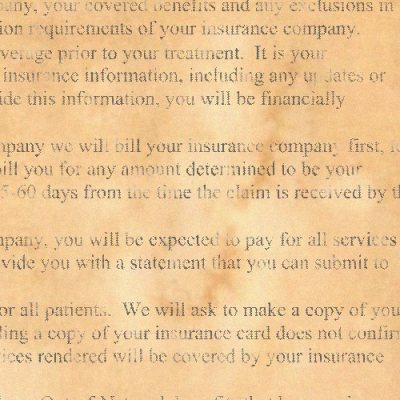 pany, your covered benefits and any exclusions in
ion requirements of your insurance company.
verage prior to your treatment. It is your
insurance information, including any updates or
ide this information, you will be financially
mpany we will bill your insurance company first,
bill you for any amount determined to be your
5-60 days from the time the claim is received by th
mpany, you will be expected to pay for all services
vide you with a statement that you can submit to
or all patients. We will ask to make a copy of you
ding a copy of your insurance card does not confirm
ices rendered will be covered by your insurance